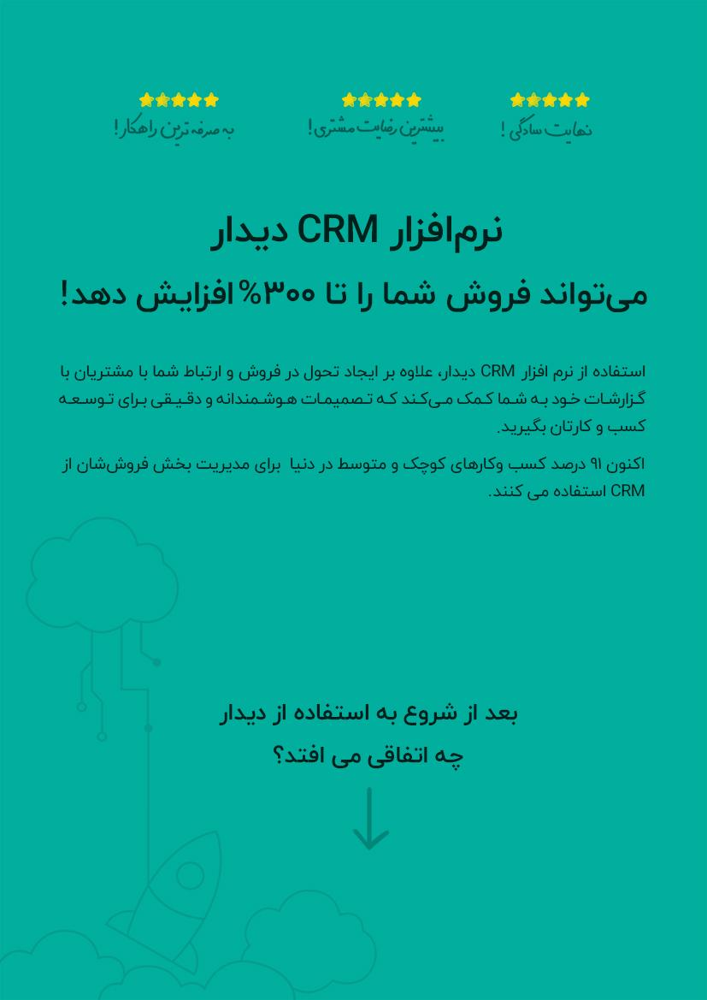 نهایت سادگی!
بیشترین رضایت مشتری!
به صرفه ترین راهکار!
نرم‌افزار CRM دیدار
می‌تواند فروش شما را تا ۳۰۰% افزایش دهد!
استفاده از نرم افزار CRM دیدار، علاوه بر ایجاد تحول در فروش و ارتباط شما با مشتریان با
گزارشات خود به شما کمک می‌کند که تصمیمات هوشمندانه و دقیقی برای توسعه
کسب و کارتان بگیرید.
اکنون ۹۱ درصد کسب وکارهای کوچک و متوسط در دنیا برای مدیریت بخش فروش‌شان از
CRM استفاده می کنند.
بعد از شروع به استفاده از دیدار
چه اتفاقی می افتد؟